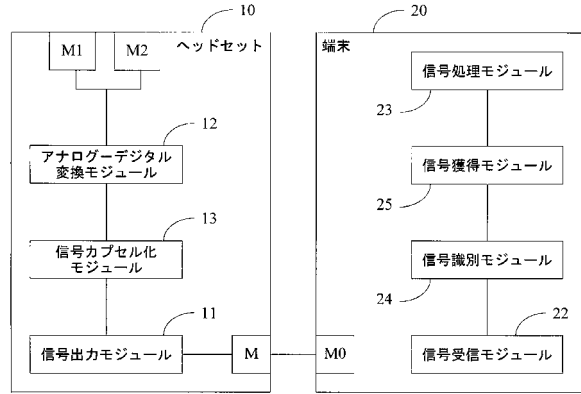 10
20
M1
M2
ヘッドセット
端末
信号処理モジュール
23
12
アナログーデジタル
変換モジュール
信号獲得モジュール
25
13
信号カプセル化
モジュール
信号識別モジュール
24
11
22
信号出力モジュール
M
M0
信号受信モジュール